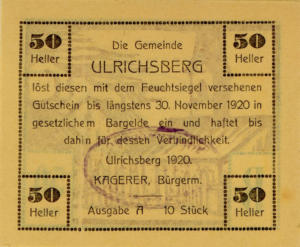 50 Heller
50 Heller
Die Gemeinde
ULRICHSBERG
löst diesen mit dem Feuchtsiegel versehenen
Gutschein bis längstens 30. November 1920 in
gesetzlichem Bargelde ein und haftet bis
dahin für dessen Verbindlichkeit.
Ulrichsberg 1920.
KAGERER, Bürgerm.
50 Heller
50 Heller
Ausgabe A 10 Stück